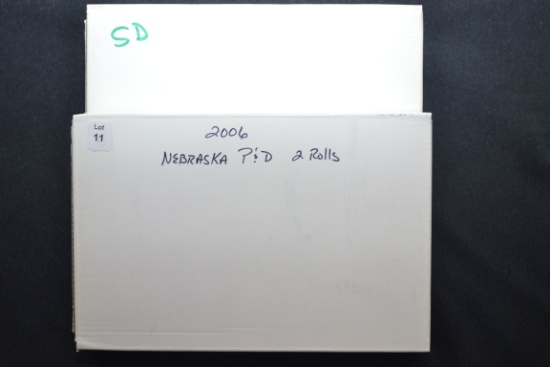 SD
Lot
11
2006
NEBRASKA P&D 2 Rolls